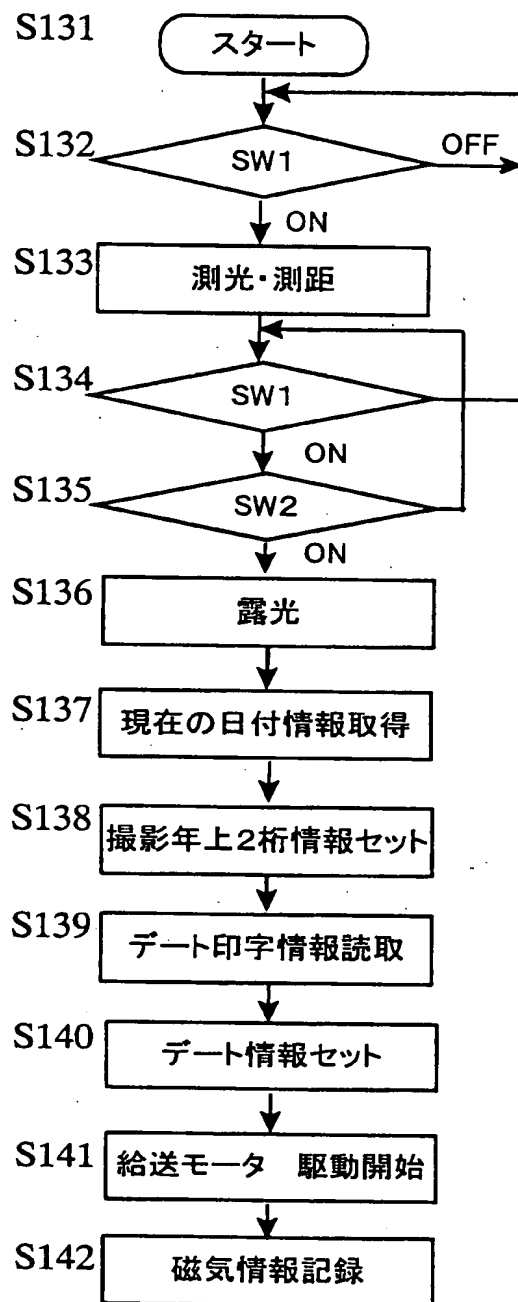 S131
スタート
S132
SW1
OFF
ON
S133
測光・測距
S134
SW1
ON
S135
SW2
ON
S136
露光
S137
現在の日付情報取得
S138
撮影年上2桁情報セット
S139
デート印字情報読取
S140
デート情報セット
S141
給送モータ 駆動開始
S142
磁気情報記録